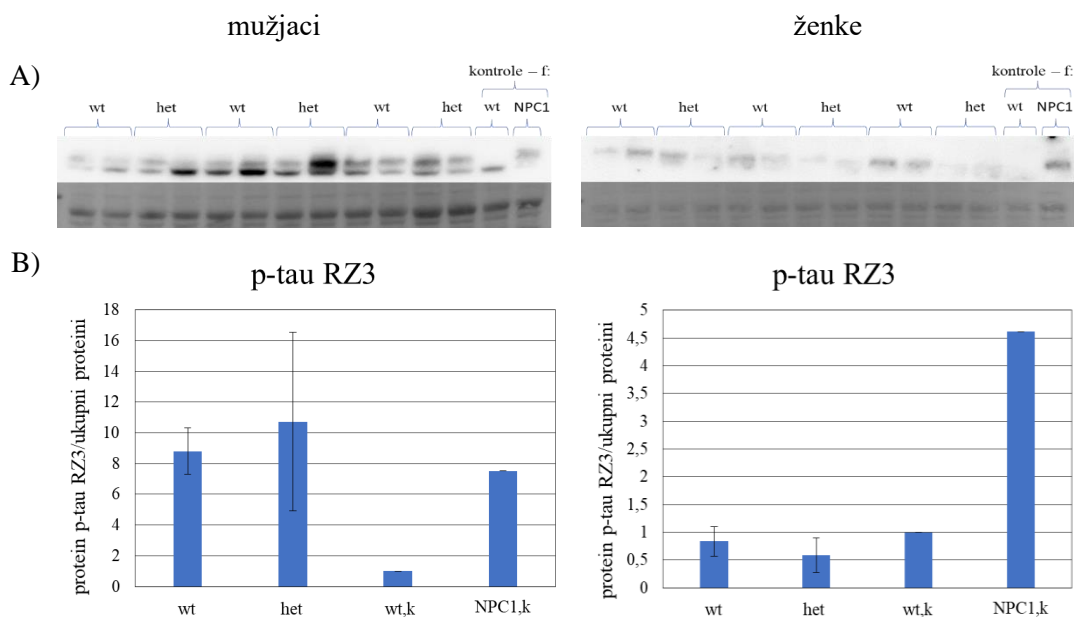 mužjaci
ženke
A)
kontrole – f:
wt het wt het wt het wt NPC1
kontrole – f:
wt het wt het wt het wt NPC1
B)
p-tau RZ3
protein p-tau RZ3/ukupni proteini
18
16
14
12
10
8
6
4
2
0
wt het wt,k NPC1,k
p-tau RZ3
protein p-tau RZ3/ukupni proteini
5
4,5
4
3,5
3
2,5
2
1,5
1
0,5
0
wt het wt,k NPC1,k